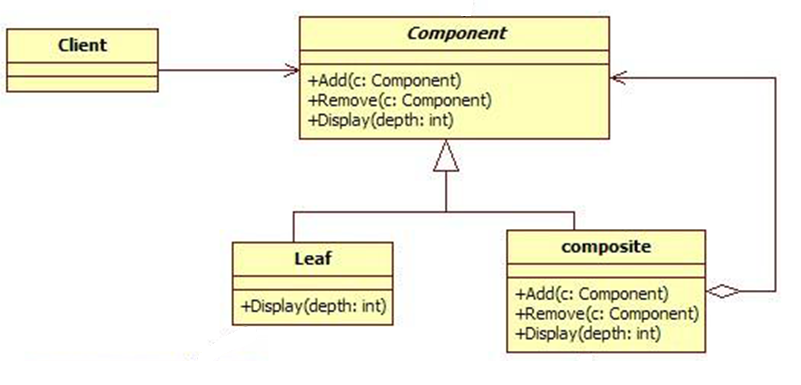 Client
Component
+Add(c: Component)
+Remove(c: Component)
+Display(depth: int)
Leaf
+Display(depth: int)
composite
+Add(c: Component)
+Remove(c: Component)
+Display(depth: int)